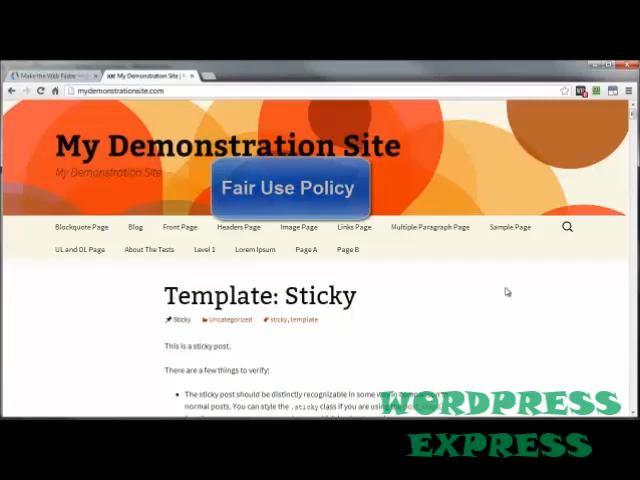 Make the Web Faster
My Demonstration Site
mydemonstrationsite.com
My Demonstration Site
My Demonstration Site
Fair Use Policy
Blockquote Page Blog Front Page Headers Page Image Page Links Page Multiple Paragraph Page Sample Page
UL and OL Page About The Tests Level 1 Lorem Ipsum Page A Page B
Template: Sticky
Sticky Uncategorized sticky, template
This is a sticky post.
There are a few things to verify:
The sticky post should be distinctly recognizable in some way in comparison to
normal posts. You can style the .sticky class if you are using the
WORDPRESS
EXPRESS